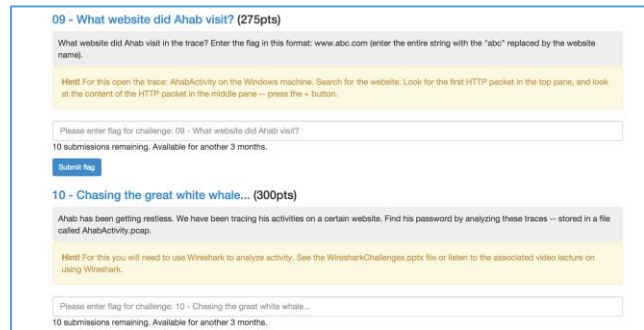 09 - What website did Ahab visit? (275pts)
What website did Ahab visit in the trace? Enter the flag in this format: www.abc.com (enter the entire string with the "abc" replaced by the website
name).
Hint! For this open the trace: AhabActivity on the Windows machine. Search for the website: Look for the first HTTP packet in the top pane, and look
at the content of the HTTP packet in the middle pane -- press the + button.
Please enter flag for challenge: 09 - What website did Ahab visit?
10 submissions remaining. Available for another 3 months.
Submit flag
10 - Chasing the great white whale... (300pts)
Ahab has been getting restless. We have been tracing his activities on a certain website. Find his password by analyzing these traces -- stored in a file
called AhabActivity.pcap.
Hint! For this you will need to use Wireshark to analyze activity. See the WiresharkChallenges.pptx file or listen to the associated video lecture on
using Wireshark.
Please enter flag for challenge: 10 - Chasing the great white whale...
10 submissions remaining. Available for another 3 months.